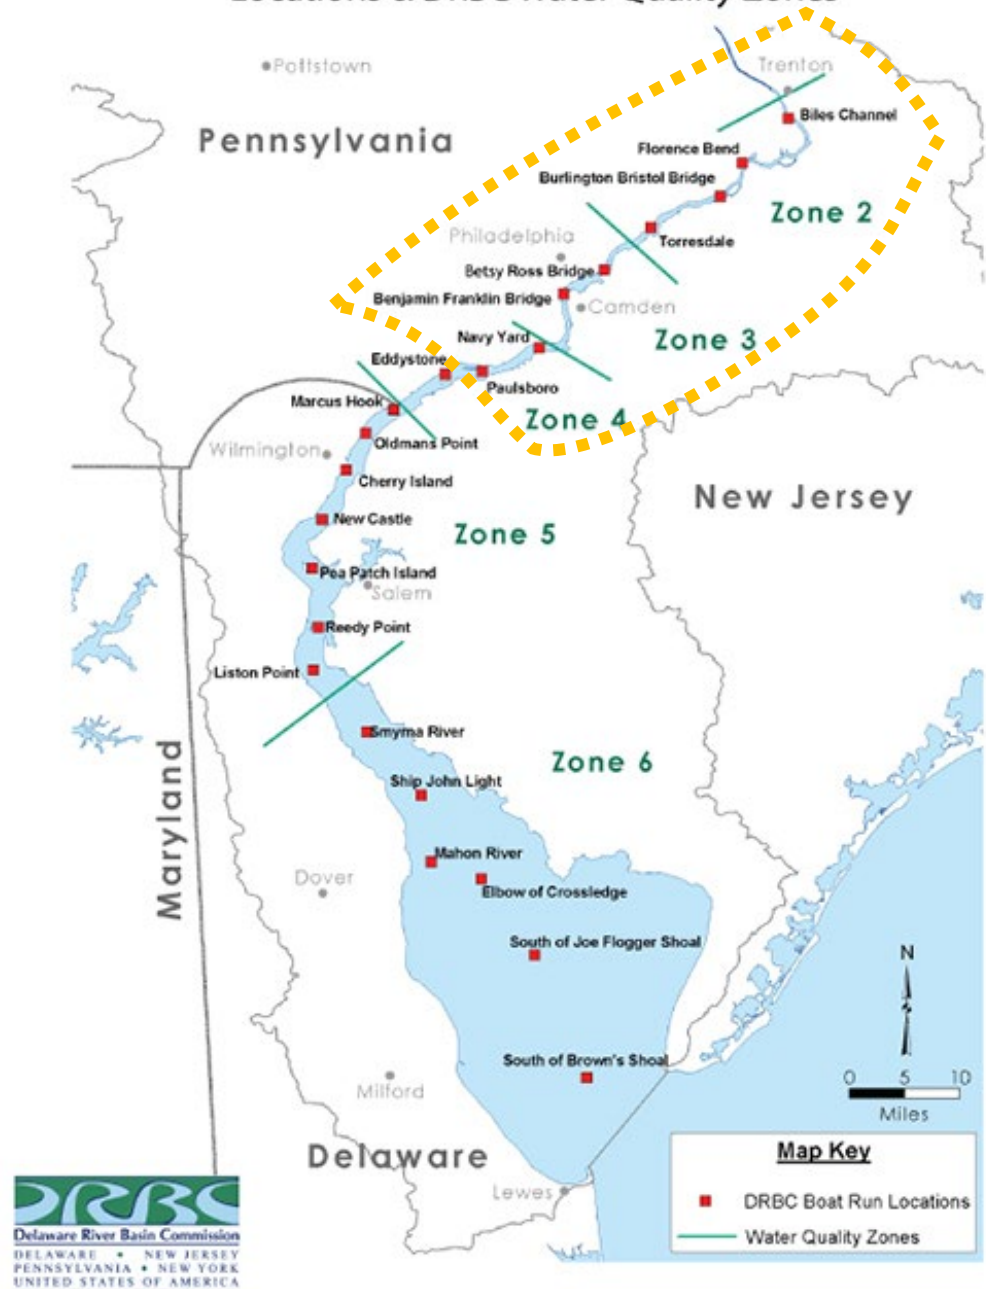 Locations & DRBC Water Quality Zones
Pottstown
Trenton
Biles Channel
Pennsylvania
Florence Bend
Burlington Bristol Bridge
Zone 2
Philadelphia
Torresdale
Betsy Ross Bridge
Benjamin Franklin Bridge
Camden
Navy Yard
Zone 3
Eddystone
Paulsboro
Marcus Hook
Zone 4
Oldmans Point
Wilmington
Cherry Island
New Jersey
New Castle
Zone 5
Pea Patch Island
Salem
Reedy Point
Liston Point
Smyrna River
Zone 6
Ship John Light
Maryland
Mahon River
Dover
Elbow of Crossledge
South of Joe Flogger Shoal
N
South of Brown's Shoal
0 5 10
Miles
Milford
Delaware
Lewes
Map Key
DRBC Boat Run Locations
Water Quality Zones
DRBC
Delaware River Basin Commission
DELAWARE • NEW JERSEY
PENNSYLVANIA • NEW YORK
UNITED STATES OF AMERICA